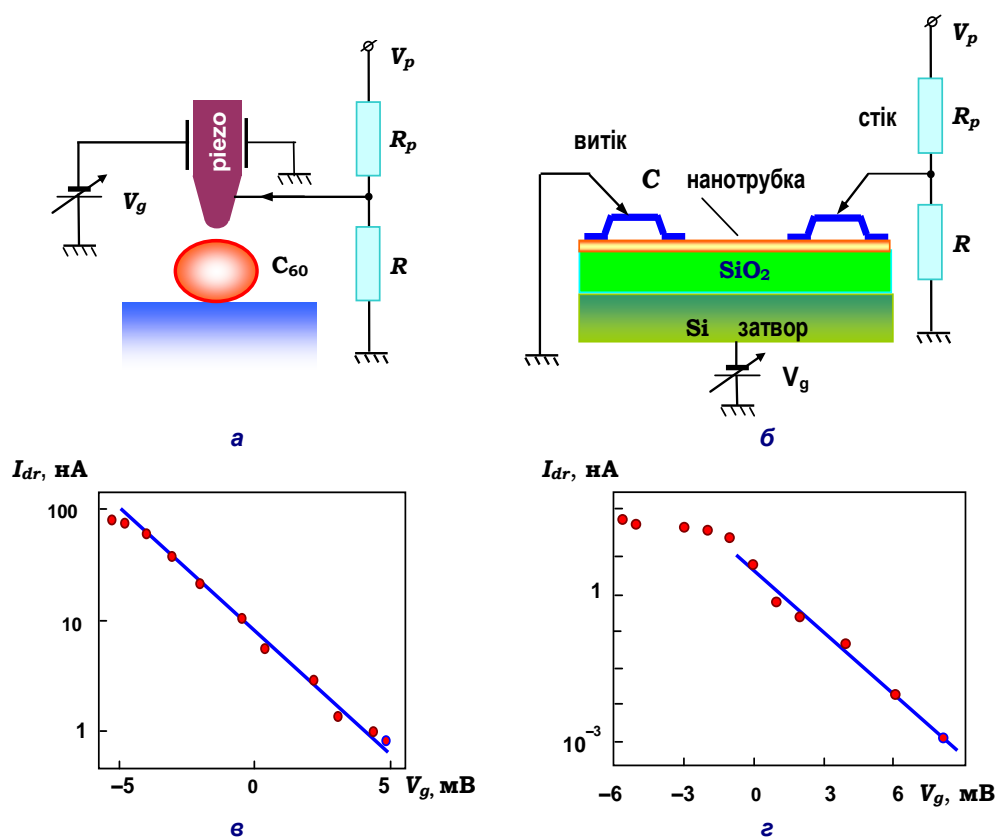 V_p
R_p
piezo
V_g
C₆₀
R
а
V_p
стік
R_p
витік
C нанотрубка
R
SiO₂
Si затвор
V_g
б
I_dr, нА
100
10
1
–5 0 5 V_g, мВ
в
I_dr, нА
1
10⁻³
–6 –3 0 3 6 V_g, мВ
г